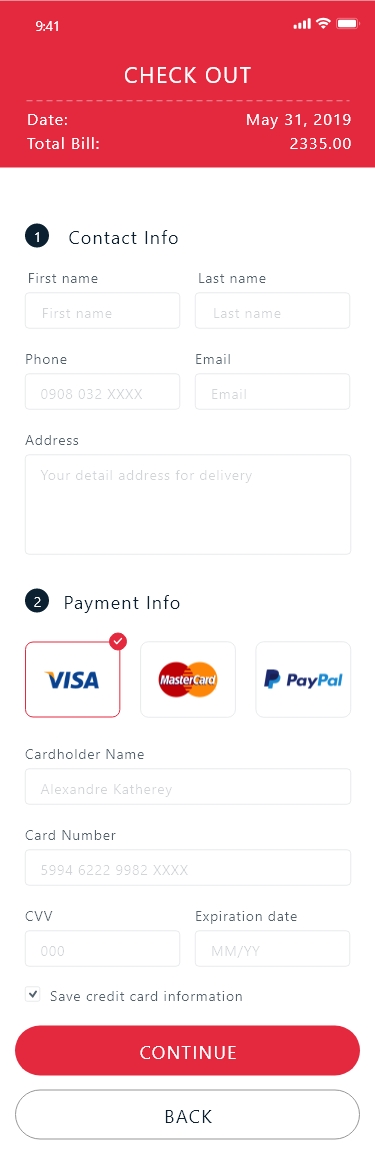 9:41
CHECK OUT
Date: May 31, 2019
Total Bill: 2335.00
1 Contact Info
First name Last name
First name Last name
Phone Email
0908 032 XXXX Email
Address
Your detail address for delivery
2 Payment Info
VISA MasterCard PayPal
Cardholder Name
Alexandre Katherey
Card Number
5994 6222 9982 XXXX
CVV Expiration date
000 MM/YY
Save credit card information
CONTINUE
BACK